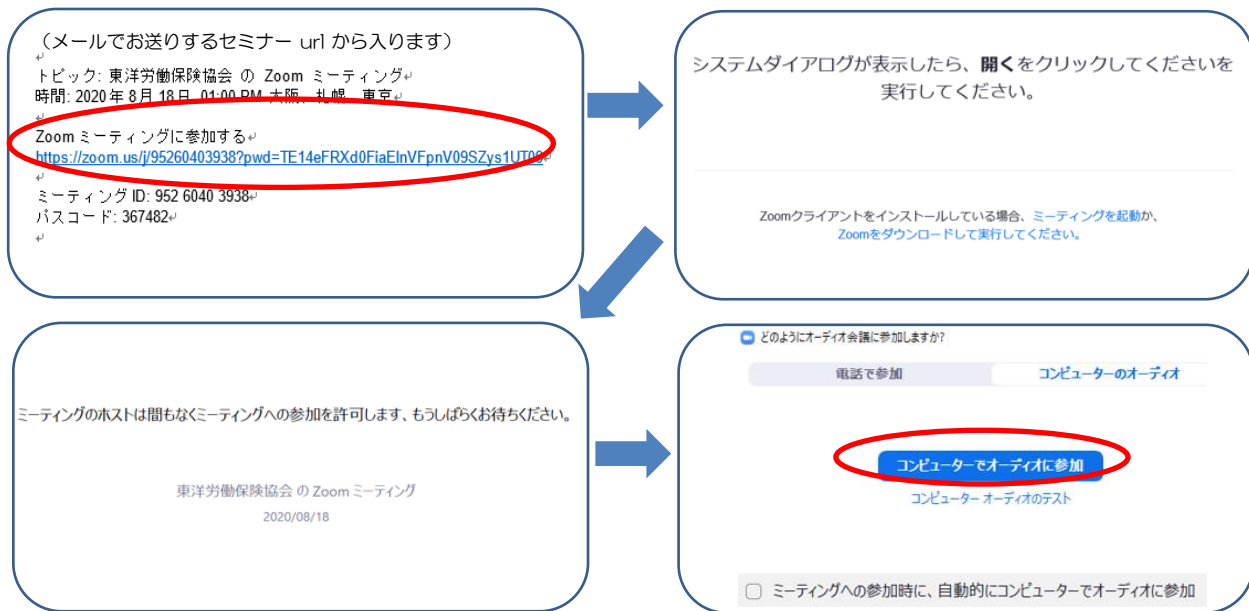 （メールでお送りするセミナー url から入ります）
トピック: 東洋労働保険協会 の Zoom ミーティング
時間: 2020年 8月 18日 01:00 PM 大阪、札幌、東京
Zoom ミーティングに参加する
https://zoom.us/j/95260403938?pwd=TE14eFRXd0FiaElnVFpnV09SZys1UT09
ミーティング ID: 952 6040 3938
パスコード: 367482
システムダイアログが表示したら、開くをクリックしてくださいを
実行してください。
Zoomクライアントをインストールしている場合、ミーティングを起動か、
Zoomをダウンロードして実行してください。
ミーティングのホストは間もなくミーティングへの参加を許可します、もうしばらくお待ちください。
東洋労働保険協会 の Zoom ミーティング
2020/08/18
どのようにオーディオ会議に参加しますか?
電話で参加
コンピューターのオーディオ
コンピューターでオーディオに参加
コンピューター オーディオのテスト
ミーティングへの参加時に、自動的にコンピューターでオーディオに参加